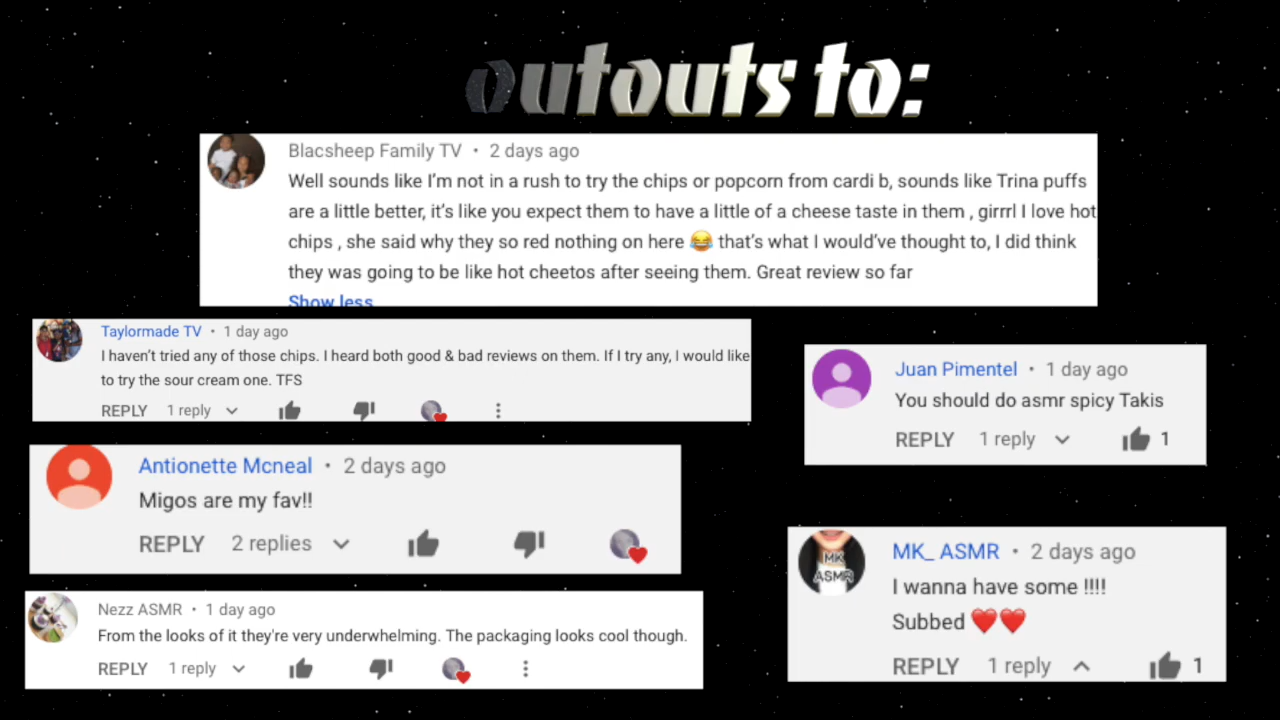 outouts to:
Blacsheep Family TV • 2 days ago
Well sounds like I'm not in a rush to try the chips or popcorn from cardi b, sounds like Trina puffs
are a little better, it's like you expect them to have a little of a cheese taste in them , girrrl I love hot
chips , she said why they so red nothing on here 😂 that's what I would've thought to, I did think
they was going to be like hot cheetos after seeing them. Great review so far
Show less
Taylormade TV • 1 day ago
I haven't tried any of those chips. I heard both good & bad reviews on them. If I try any, I would like
to try the sour cream one. TFS
REPLY 1 reply
Juan Pimentel • 1 day ago
You should do asmr spicy Takis
REPLY 1 reply 1
Antionette Mcneal • 2 days ago
Migos are my fav!!
REPLY 2 replies
MK_ ASMR • 2 days ago
MK
ASMR
I wanna have some !!!!
Subbed ❤️❤️
REPLY 1 reply 1
Nezz ASMR • 1 day ago
From the looks of it they're very underwhelming. The packaging looks cool though.
REPLY 1 reply